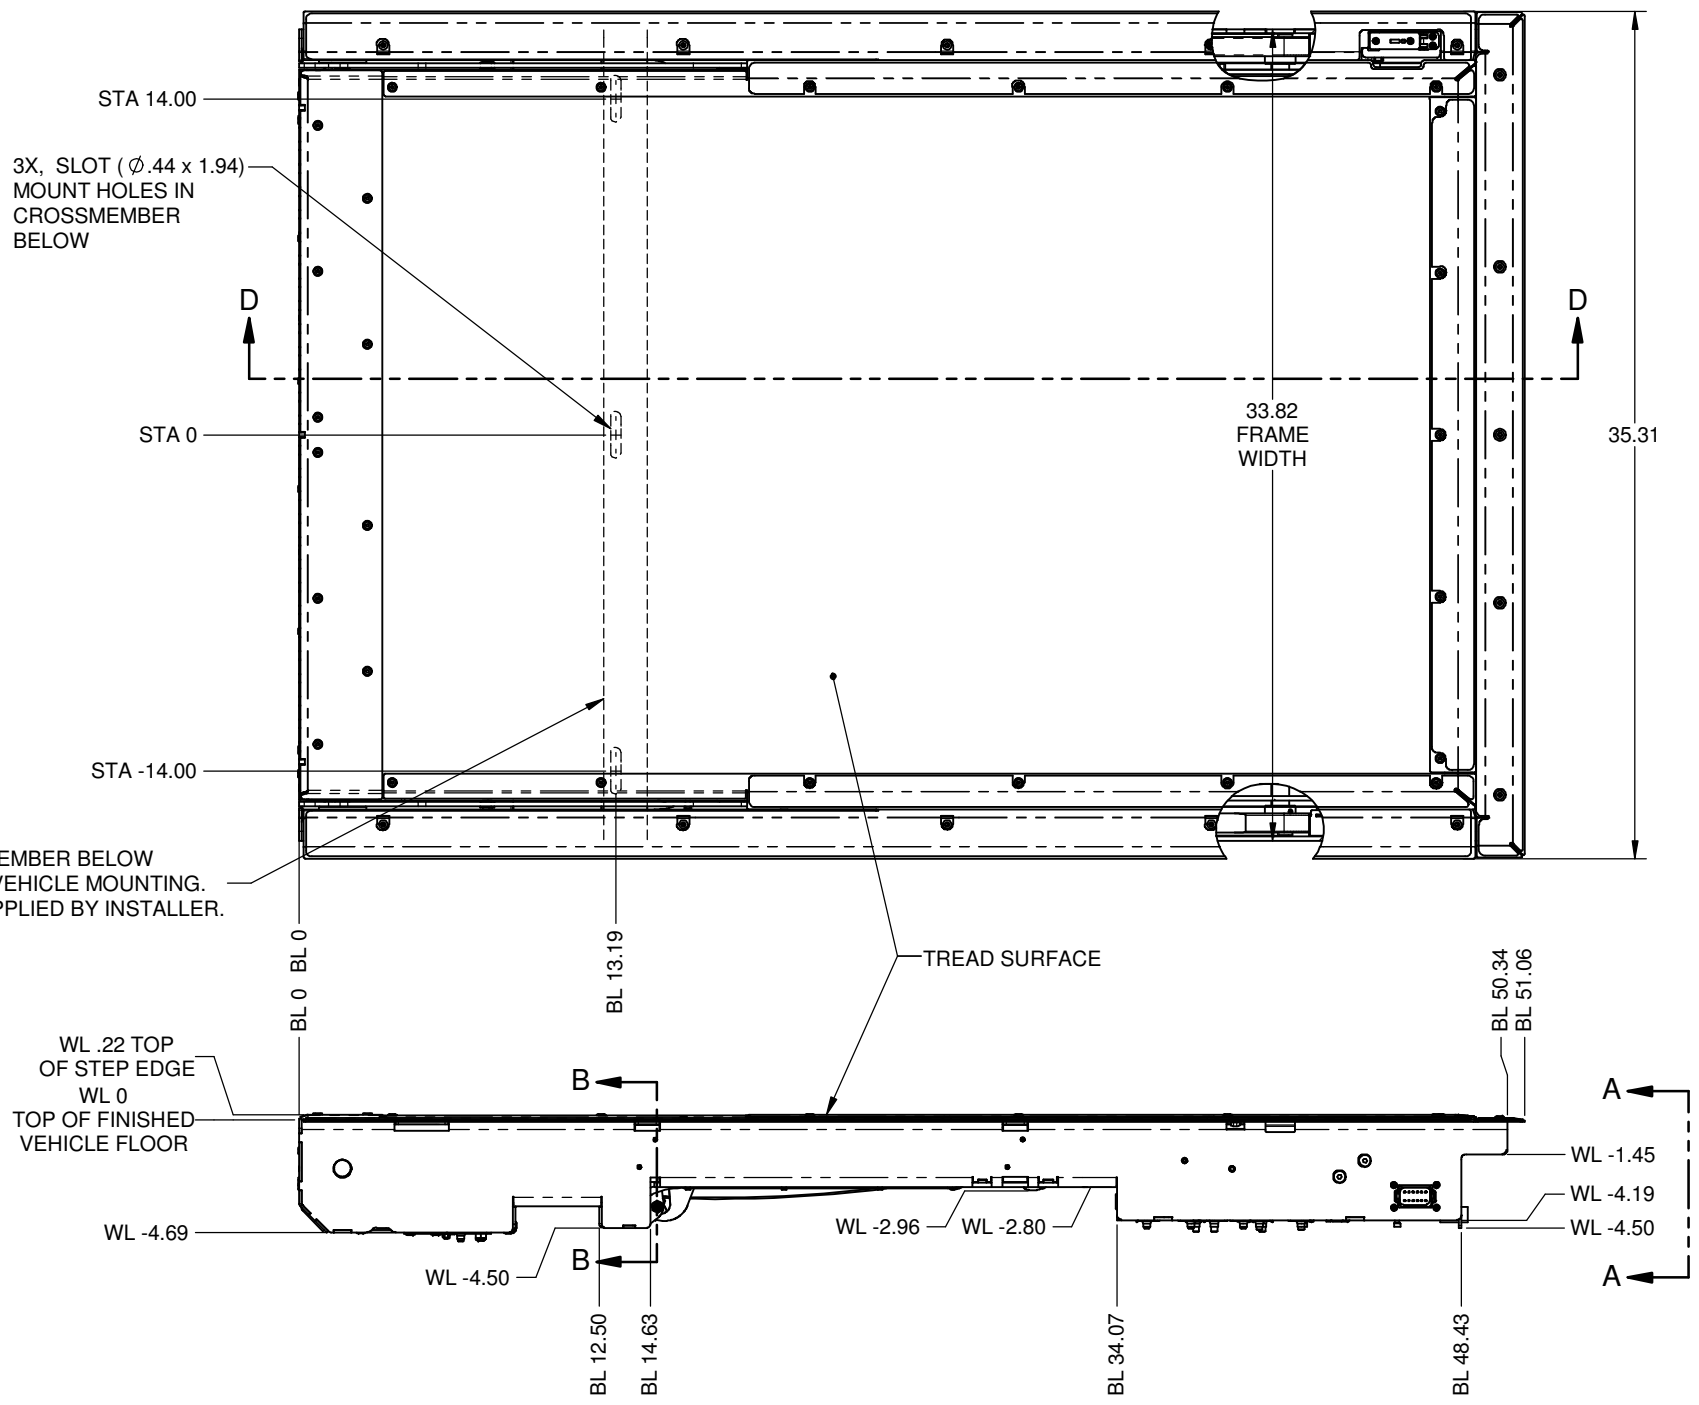 STA 14.00
3X, SLOT ( ∅.44 x 1.94)
MOUNT HOLES IN
CROSSMEMBER
BELOW
D
D
STA 0
33.82
FRAME
WIDTH
35.31
STA -14.00
BELOW
VEHICLE MOUNTING.
BY INSTALLER.
BL 0
BL 0
BL 0
BL 13.19
TREAD SURFACE
BL 50.34
BL 51.06
WL .22 TOP
OF STEP EDGE
WL 0
TOP OF FINISHED
VEHICLE FLOOR
B
A
WL -1.45
WL -4.19
WL -4.50
WL -4.69
WL -2.96
WL -2.80
WL -4.50
B
A
BL 12.50
BL 14.63
BL 34.07
BL 48.43